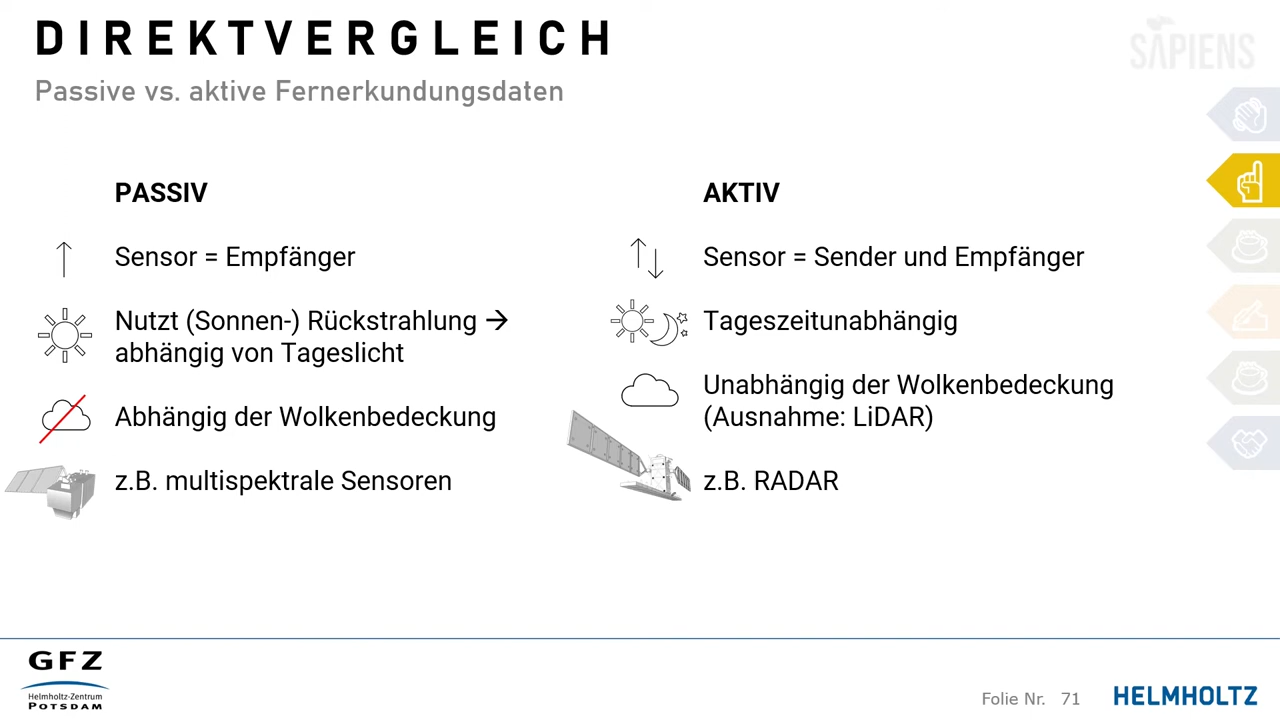 DIREKTVERGLEICH
Passive vs. aktive Fernerkundungsdaten
SAPIENS
PASSIV
Sensor = Empfänger
Nutzt (Sonnen-) Rückstrahlung →
abhängig von Tageslicht
Abhängig der Wolkenbedeckung
z.B. multispektrale Sensoren
AKTIV
Sensor = Sender und Empfänger
Tageszeitunabhängig
Unabhängig der Wolkenbedeckung
(Ausnahme: LiDAR)
z.B. RADAR
GFZ
Helmholtz-Zentrum
POTSDAM
Folie Nr. 71
HELMHOLTZ